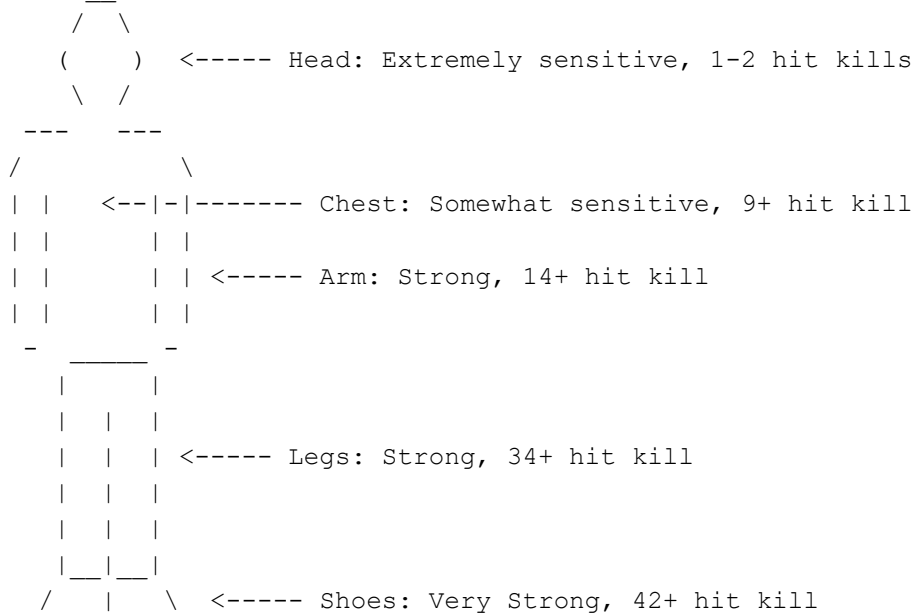 Head: Extremely sensitive, 1-2 hit kills
Chest: Somewhat sensitive, 9+ hit kill
Arm: Strong, 14+ hit kill
Legs: Strong, 34+ hit kill
Shoes: Very Strong, 42+ hit kill